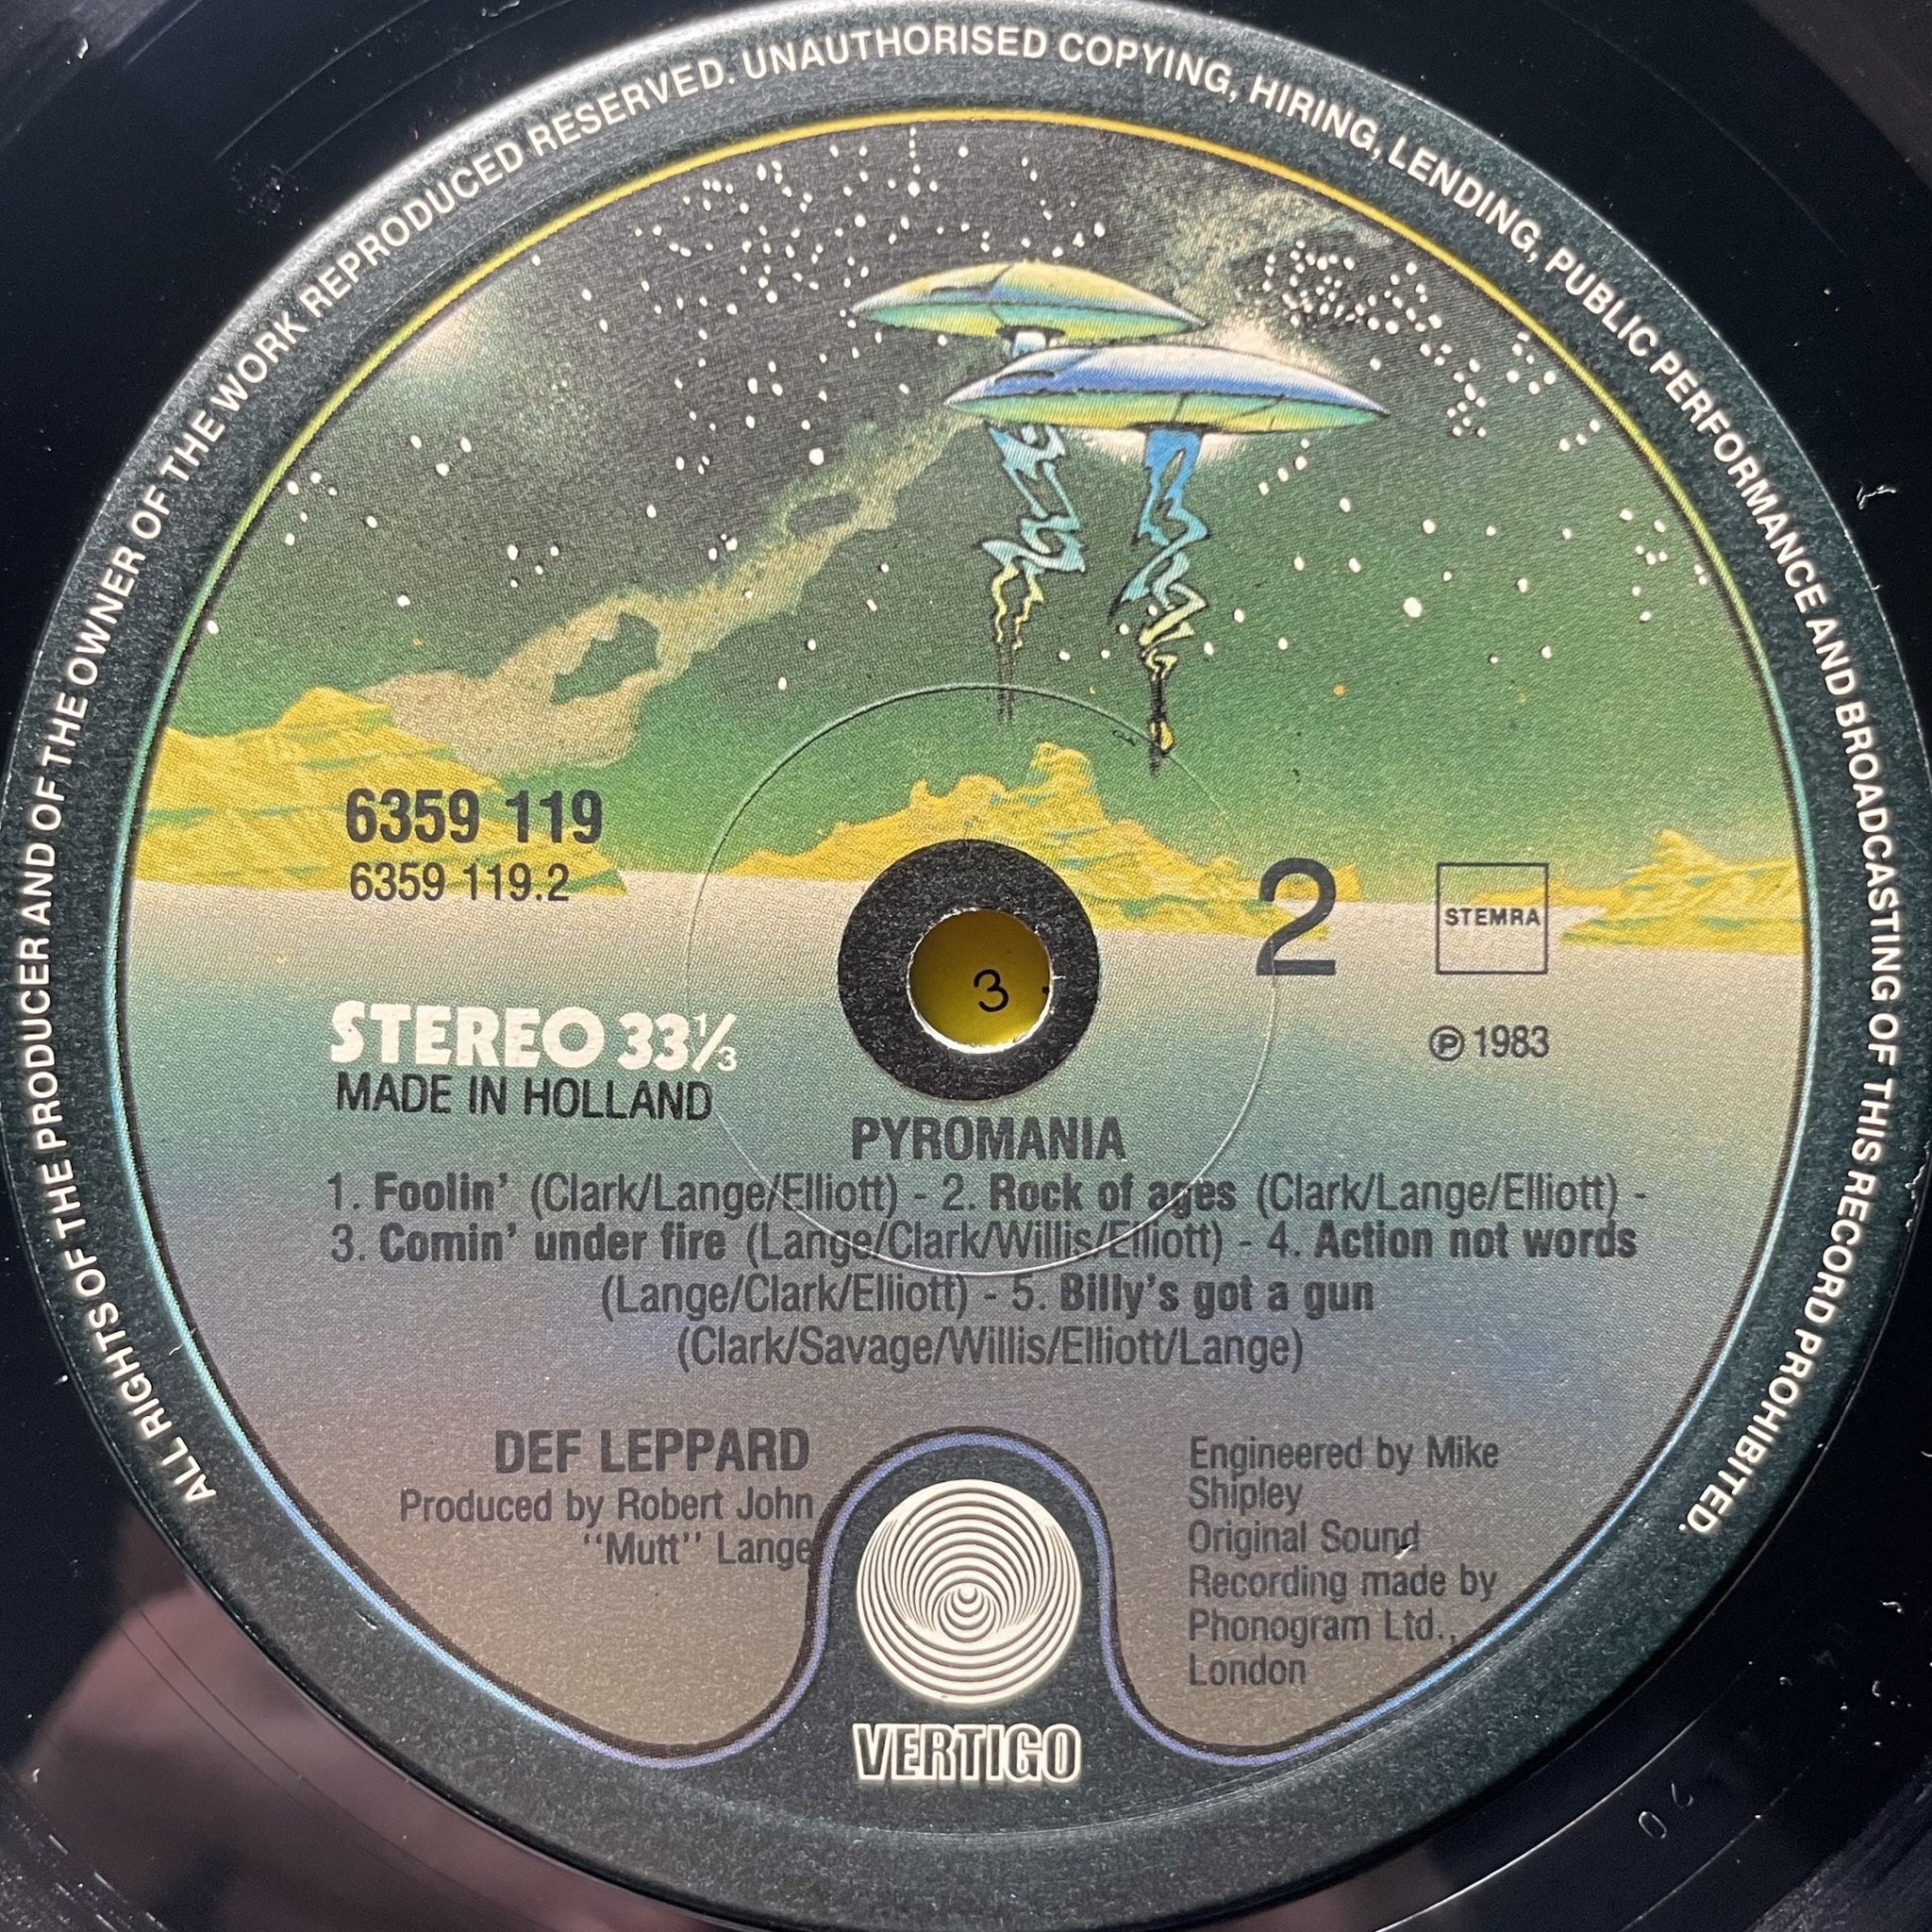 ALL RIGHTS OF THE PRODUCER AND OF THE OWNER OF THE WORK REPRODUCED RESERVED. UNAUTHORISED COPYING, HIRING, LENDING, PUBLIC PERFORMANCE AND BROADCASTING OF THIS RECORD PROHIBITED.
6359 119
6359 119.2
2
STEMRA
3
STEREO 33⅓
MADE IN HOLLAND
℗ 1983
PYROMANIA
1. Foolin' (Clark/Lange/Elliott) - 2. Rock of ages (Clark/Lange/Elliott) -
3. Comin' under fire (Lange/Clark/Willis/Elliott) - 4. Action not words
(Lange/Clark/Elliott) - 5. Billy's got a gun
(Clark/Savage/Willis/Elliott/Lange)
DEF LEPPARD
Produced by Robert John
"Mutt" Lange
Engineered by Mike
Shipley
Original Sound
Recording made by
Phonogram Ltd.,
London
VERTIGO